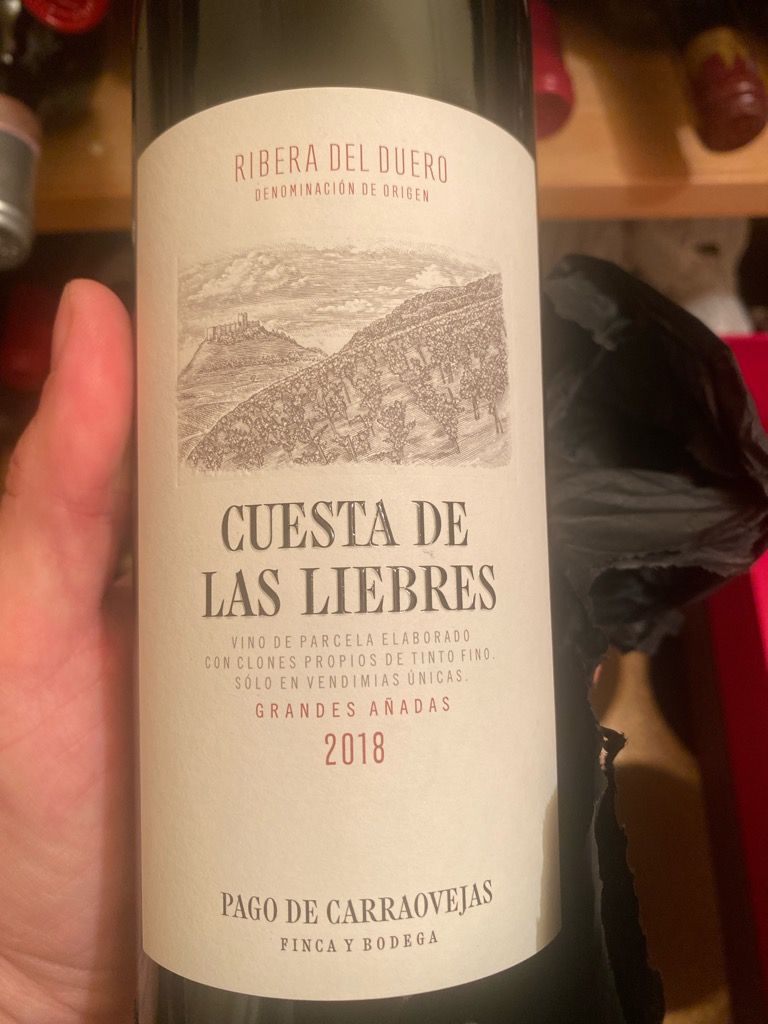 RIBERA DEL DUERO
DENOMINACIÓN DE ORIGEN
CUESTA DE
LAS LIEBRES
VINO DE PARCELA ELABORADO
CON CLONES PROPIOS DE TINTO FINO.
SÓLO EN VENDIMIAS ÚNICAS.
GRANDES AÑADAS
2018
PAGO DE CARRAOVEJAS
FINCA Y BODEGA